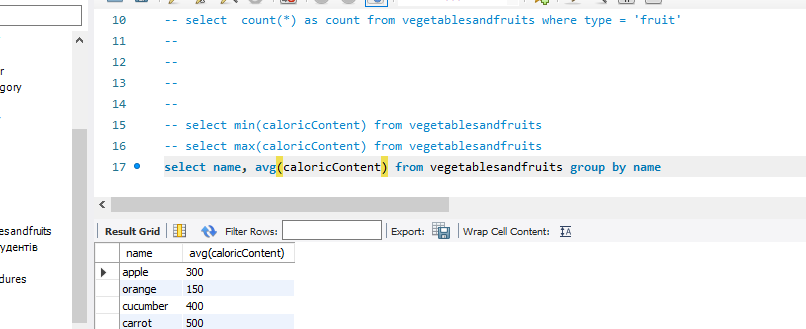 10 -- select  count(*) as count from vegetablesandfruits where type = 'fruit'
11 --
12 --
13 --
14 --
15 -- select min(caloricContent) from vegetablesandfruits
16 -- select max(caloricContent) from vegetablesandfruits
17 select name, avg(caloricContent) from vegetablesandfruits group by name
r
gory
esandfruits
удентів
dures
Result Grid Filter Rows: Export: Wrap Cell Content:
name avg(caloricContent)
apple 300
orange 150
cucumber 400
carrot 500